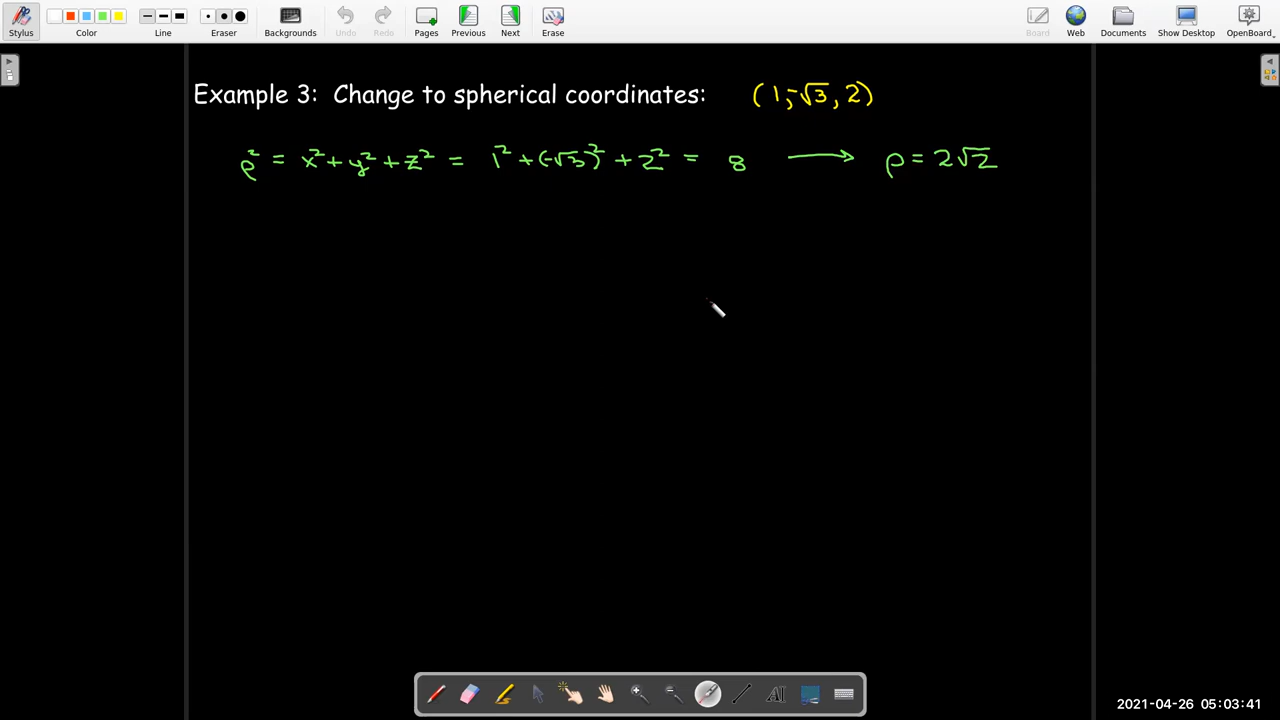 Stylus Color Line Eraser Backgrounds Undo Redo Pages Previous Next Erase Board Web Documents Show Desktop OpenBoard
Example 3: Change to spherical coordinates: (1, -√3, 2)
ρ² = x² + y² + z² = 1² + (-√3)² + 2² = 8 → ρ = 2√2
AI
2021-04-26 05:03:41